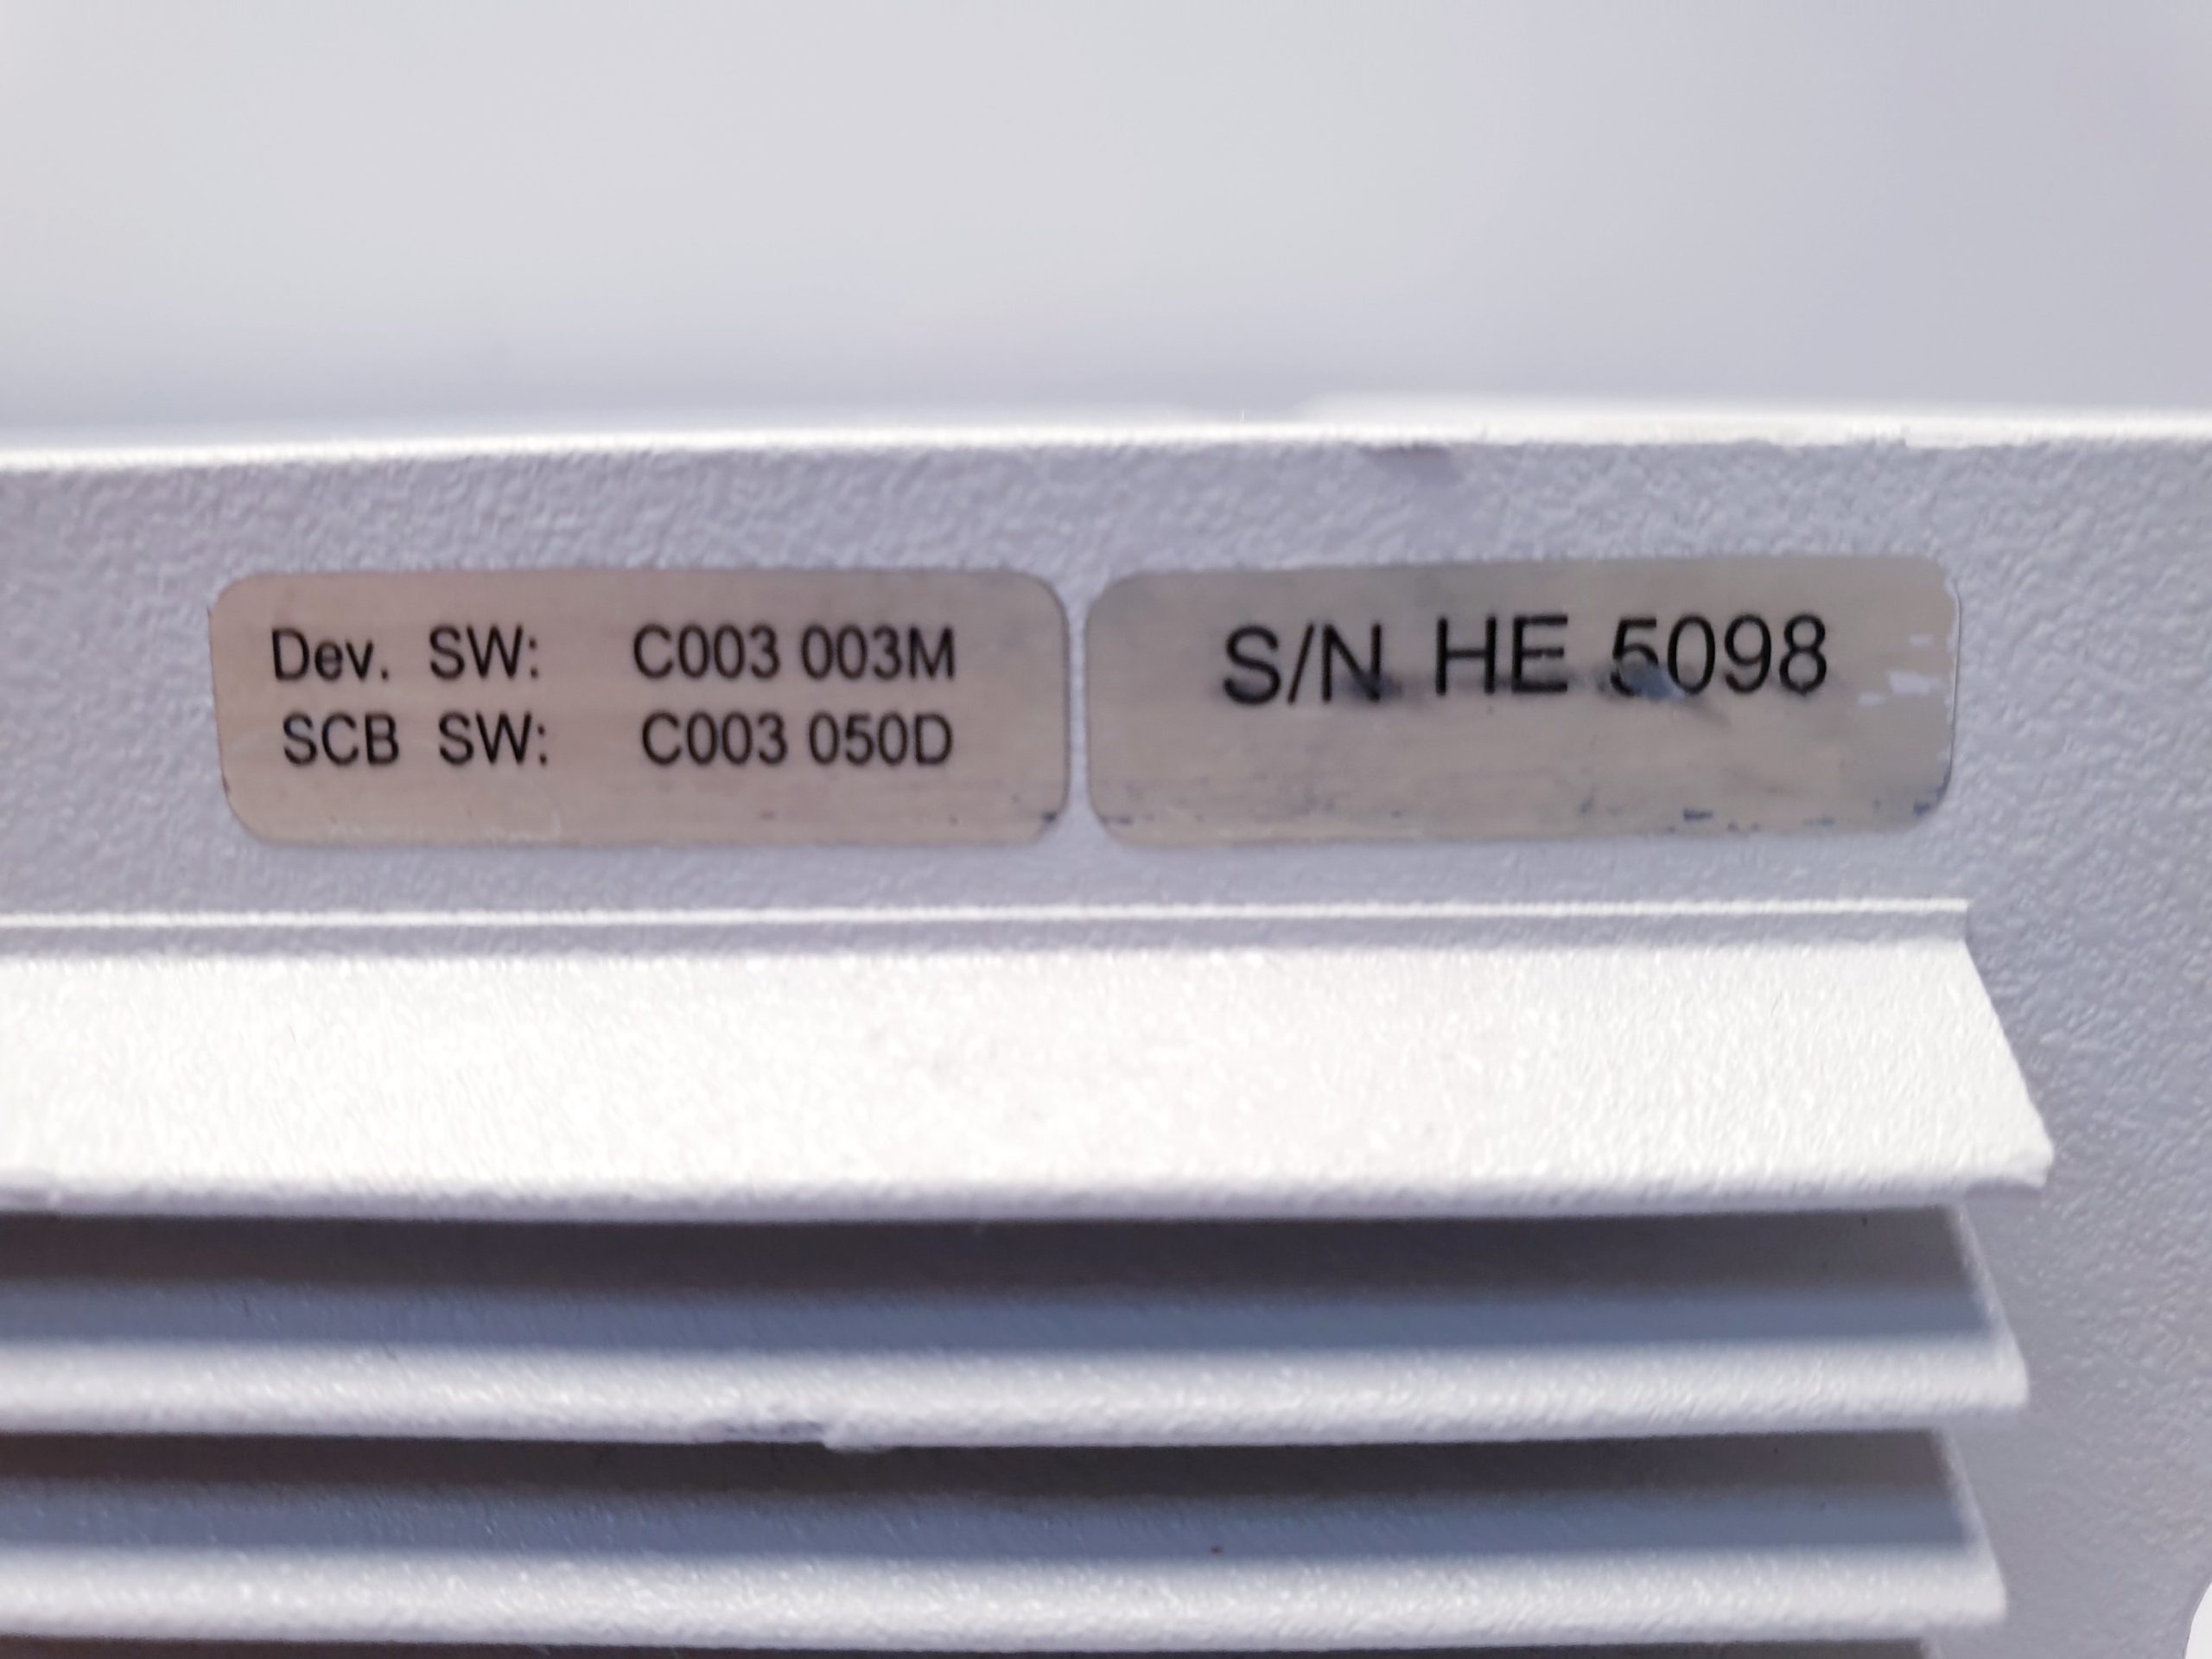 Dev. SW: C003 003M
SCB SW: C003 050D
S/N HE 5098